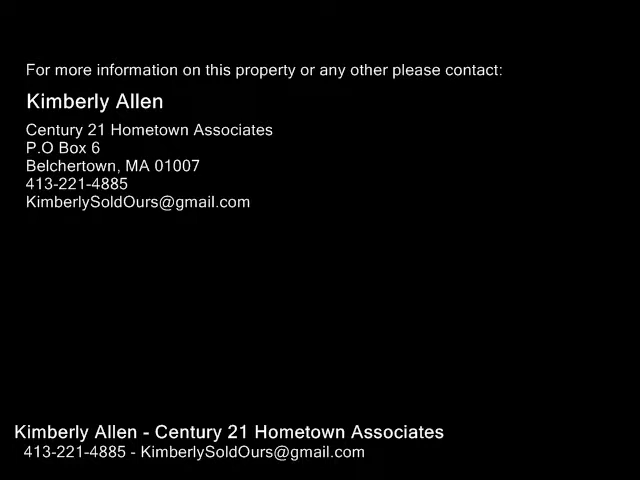 For more information on this property or any other please contact:
Kimberly Allen
Century 21 Hometown Associates
P.O Box 6
Belchertown, MA 01007
413-221-4885
KimberlySoldOurs@gmail.com
Kimberly Allen - Century 21 Hometown Associates
413-221-4885 - KimberlySoldOurs@gmail.com